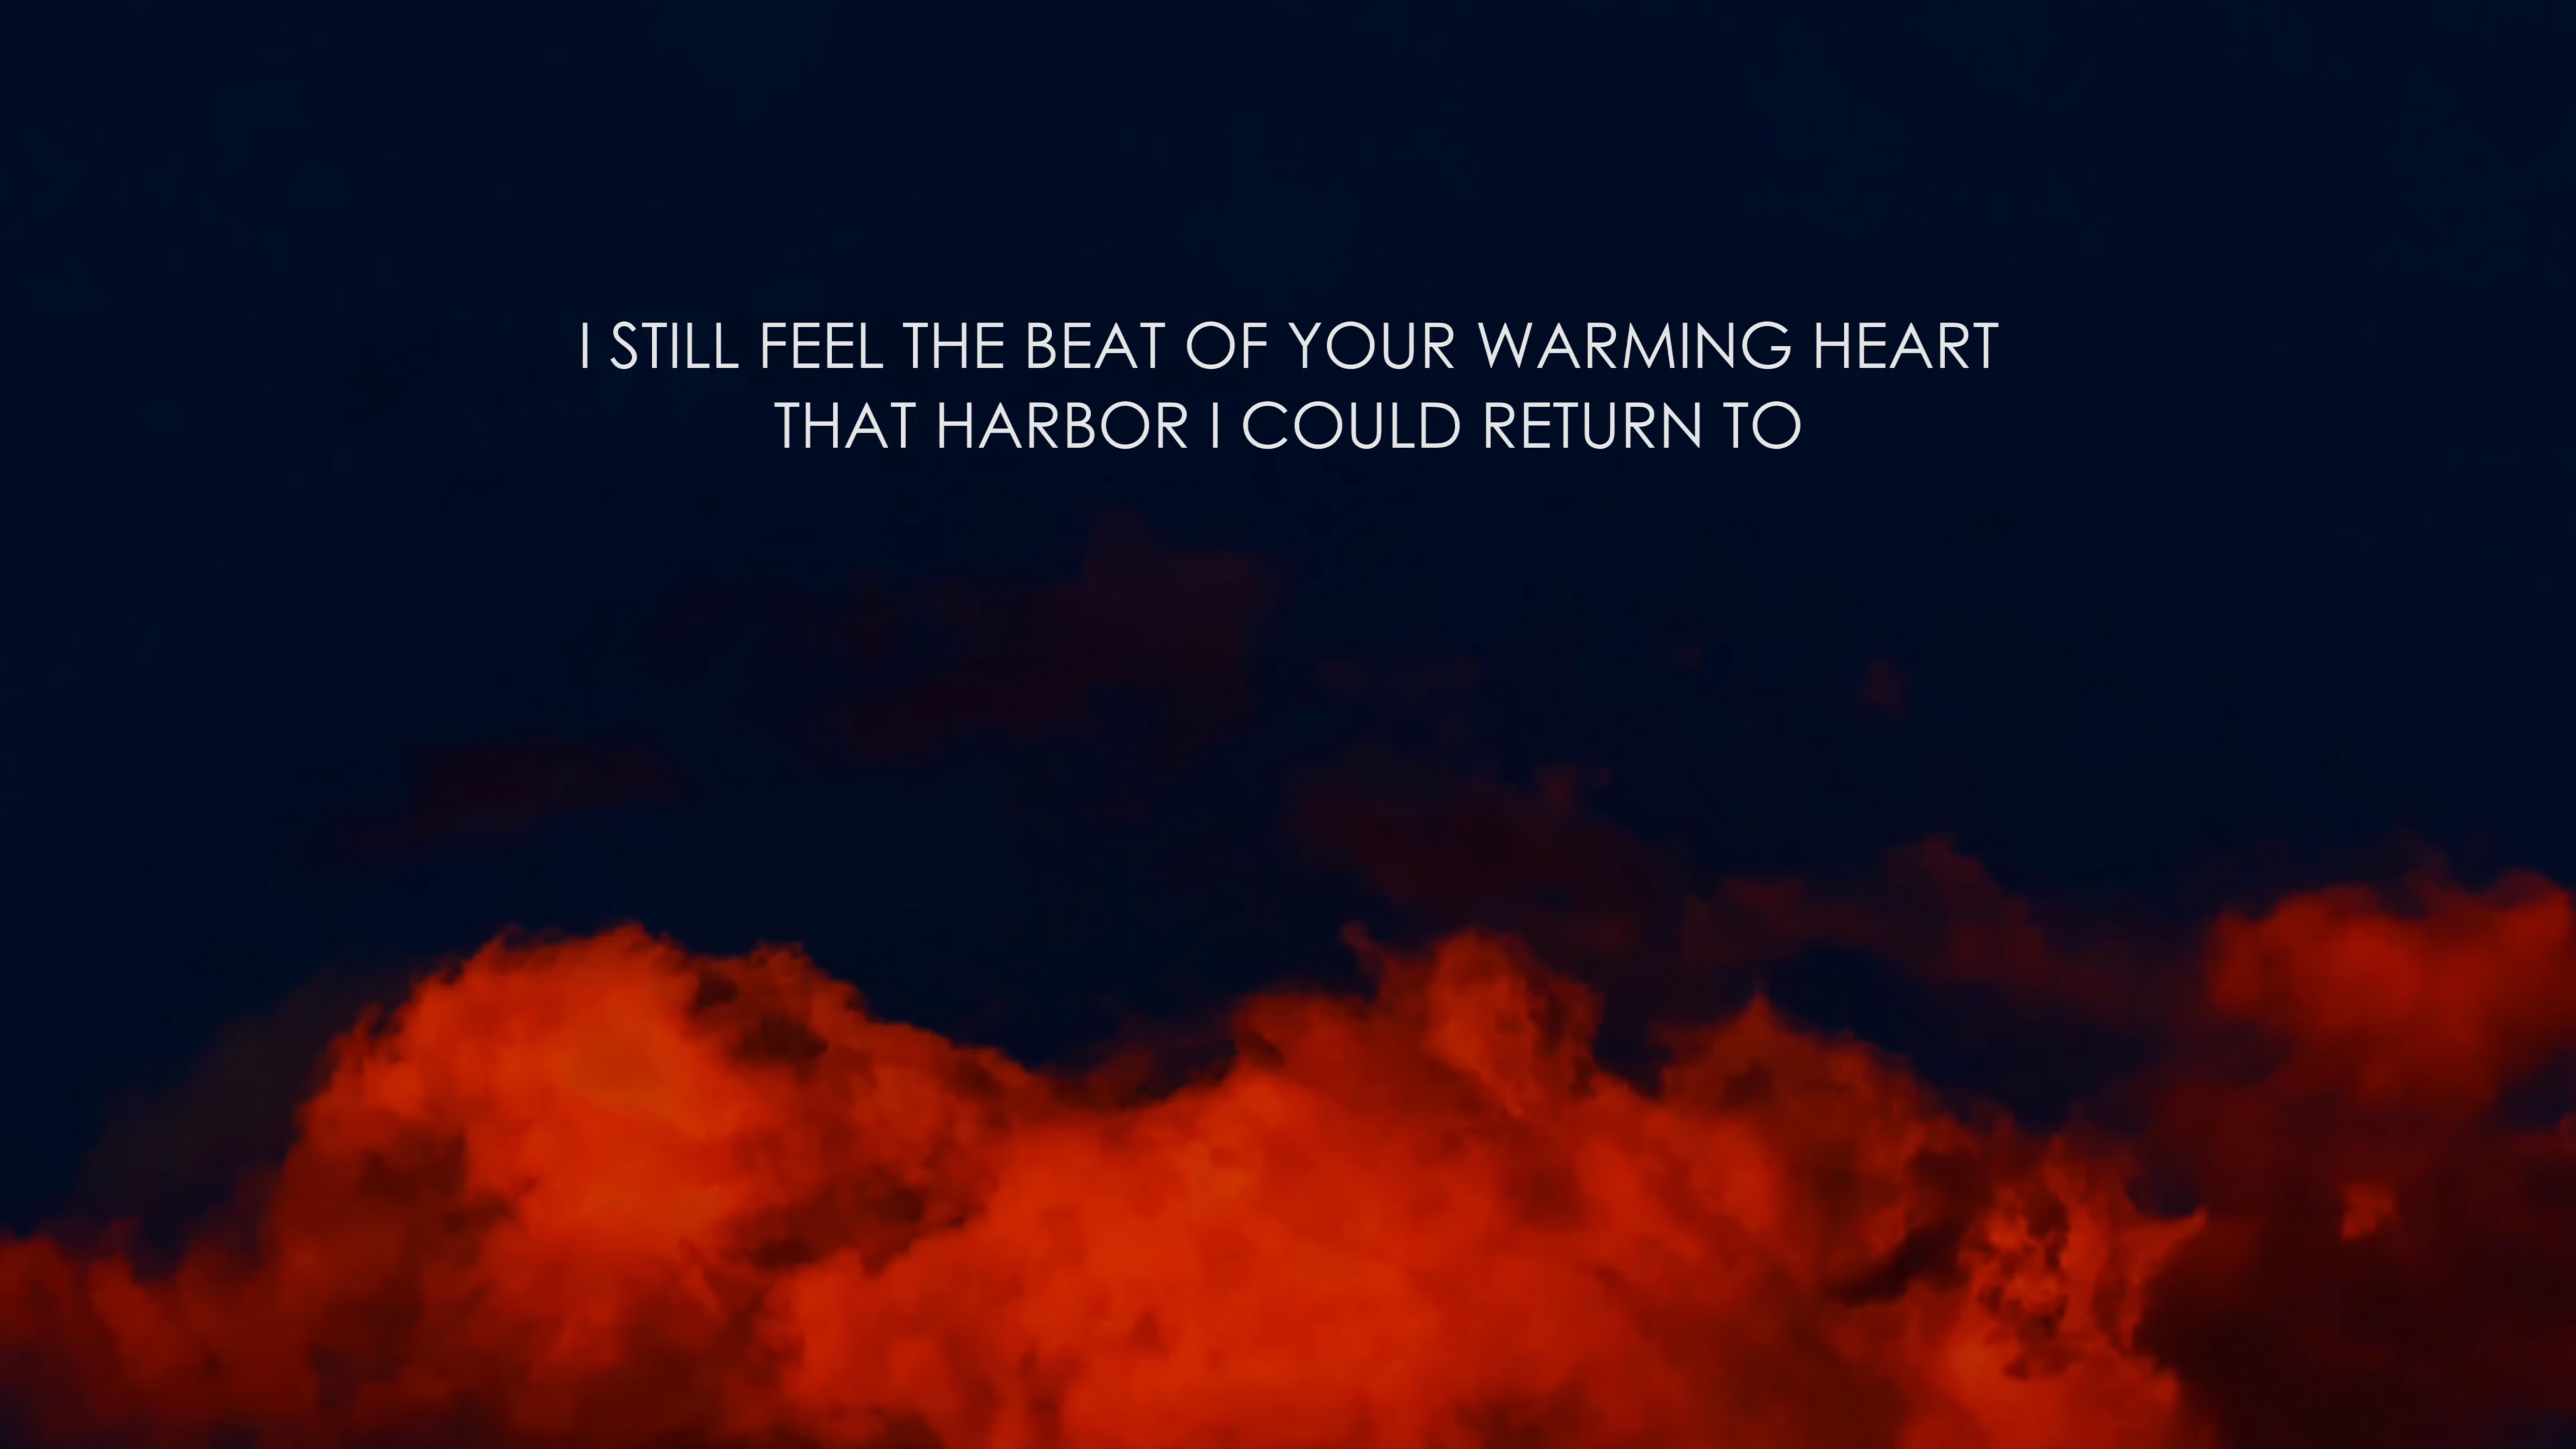 I STILL FEEL THE BEAT OF YOUR WARMING HEART
THAT HARBOR I COULD RETURN TO